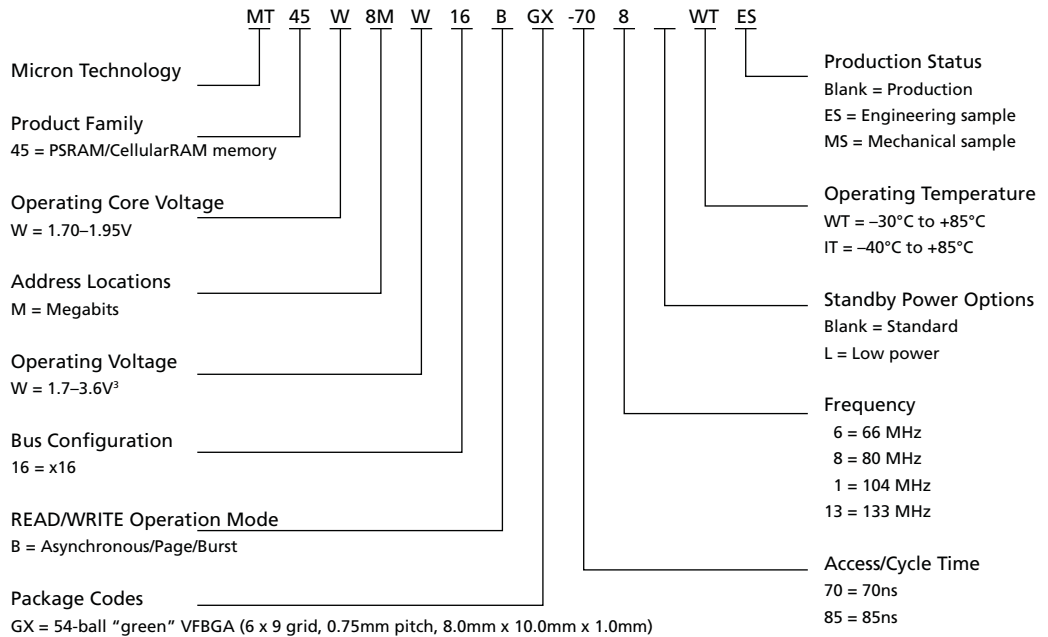 MT 45 W 8M W 16 B GX -70 8 WT ES
Micron Technology
Product Family
45 = PSRAM/CellularRAM memory
Operating Core Voltage
W = 1.70–1.95V
Address Locations
M = Megabits
Operating Voltage
W = 1.7–3.6V³
Bus Configuration
16 = x16
READ/WRITE Operation Mode
B = Asynchronous/Page/Burst
Package Codes
GX = 54-ball “green” VFBGA (6 x 9 grid, 0.75mm pitch, 8.0mm x 10.0mm x 1.0mm)
Production Status
Blank = Production
ES = Engineering sample
MS = Mechanical sample
Operating Temperature
WT = –30°C to +85°C
IT = –40°C to +85°C
Standby Power Options
Blank = Standard
L = Low power
Frequency
6 = 66 MHz
8 = 80 MHz
1 = 104 MHz
13 = 133 MHz
Access/Cycle Time
70 = 70ns
85 = 85ns